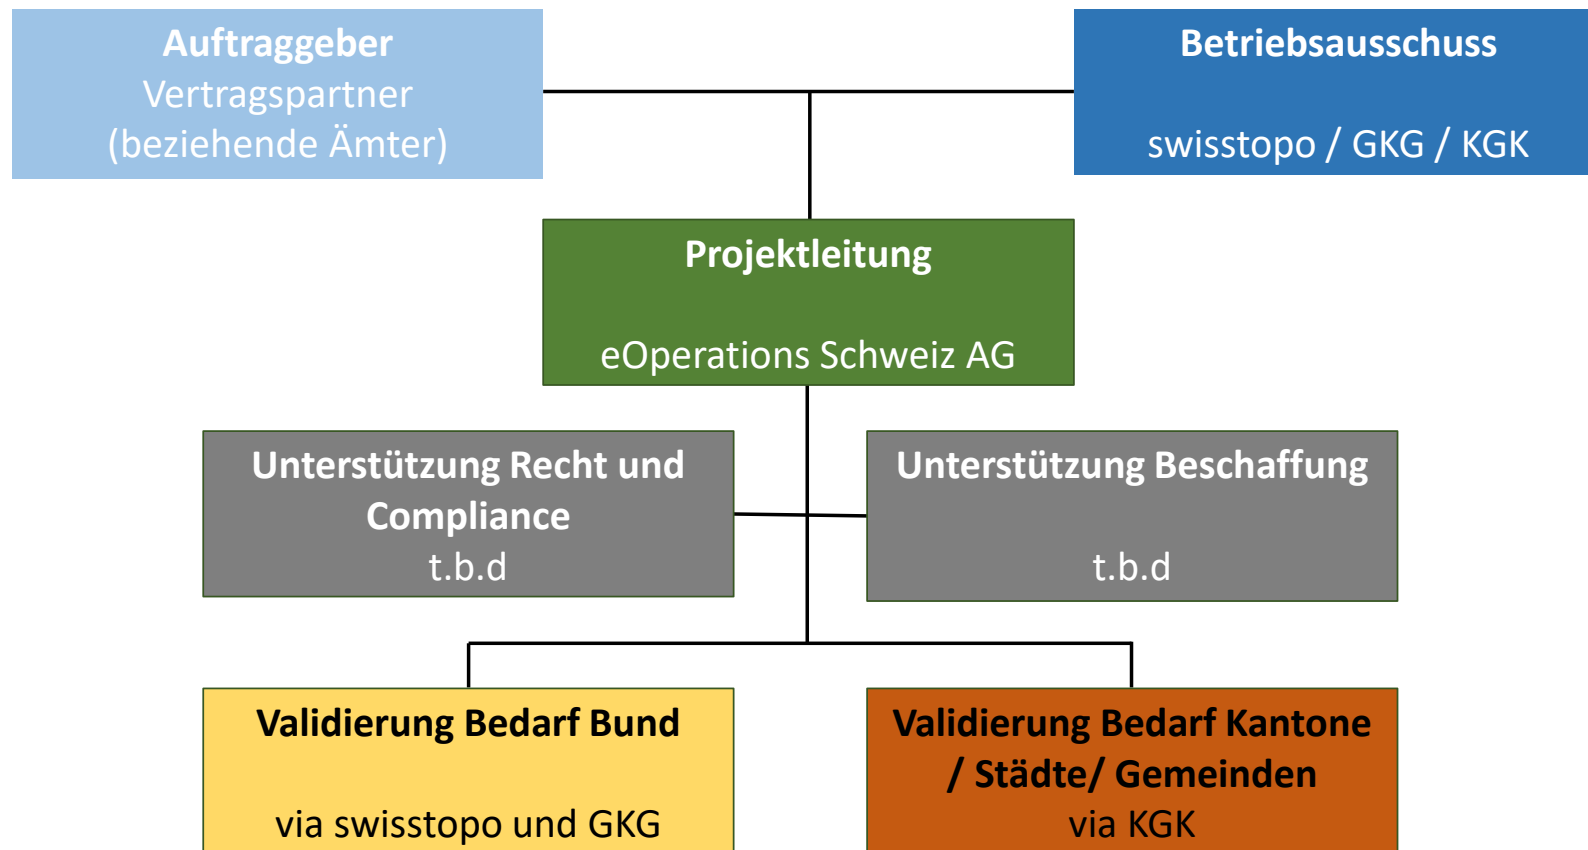 Auftraggeber
Vertragspartner
(beziehende Ämter)
Betriebsausschuss
swisstopo / GKG / KGK
Projektleitung
eOperations Schweiz AG
Unterstützung Recht und
Compliance
t.b.d
Unterstützung Beschaffung
t.b.d
Validierung Bedarf Bund
via swisstopo und GKG
Validierung Bedarf Kantone
/ Städte/ Gemeinden
via KGK